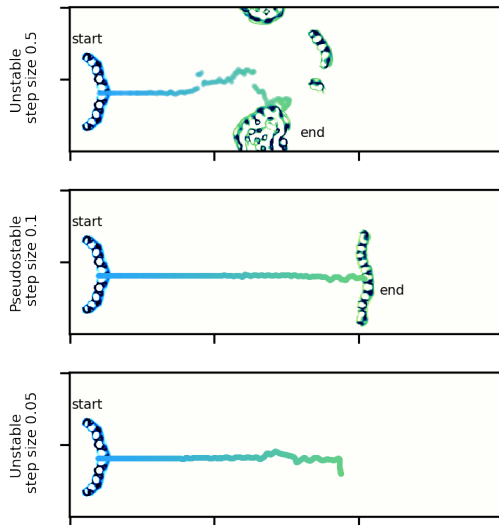 Unstable
step size 0.5
start
end
Pseudostable
step size 0.1
start
end
Unstable
step size 0.05
start